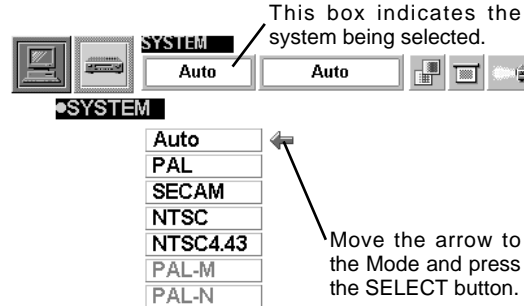 This box indicates the
system being selected.
SYSTEM
Auto Auto
●SYSTEM
Auto
PAL
SECAM
NTSC
NTSC4.43
PAL-M
PAL-N
Move the arrow to
the Mode and press
the SELECT button.